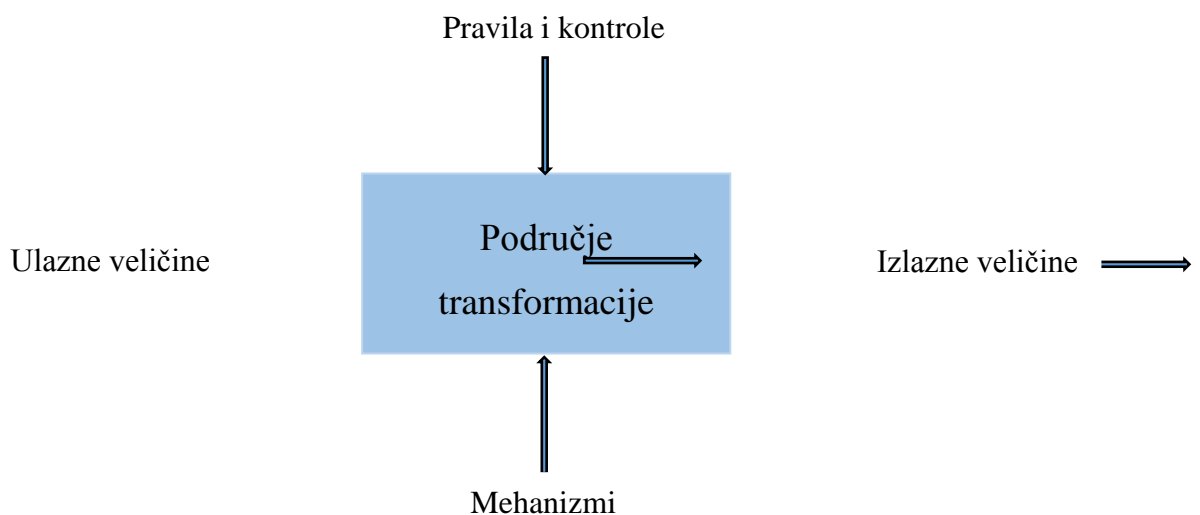 Pravila i kontrole
Ulazne veličine
Područje
transformacije
Izlazne veličine
Mehanizmi